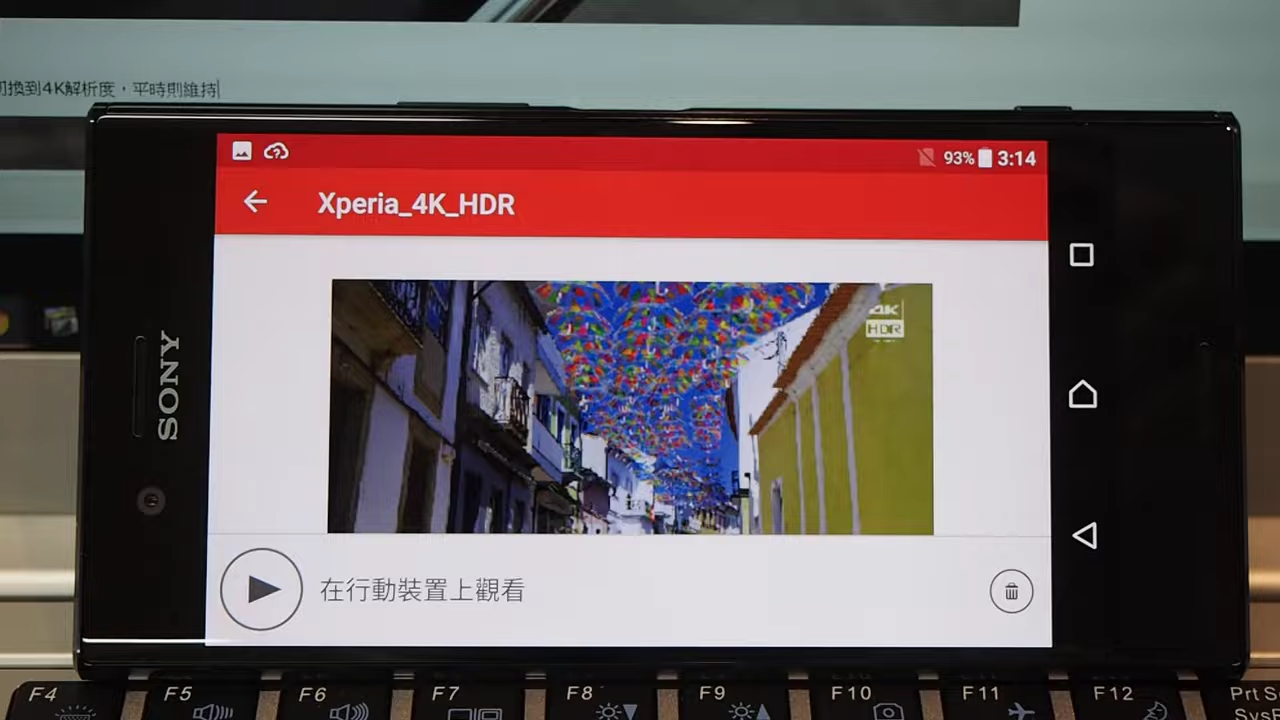 切換到4K解析度，平時則維持
93% 3:14
Xperia_4K_HDR
4K
HDR
SONY
在行動裝置上觀看
F4 F5 F6 F7 F8 F9 F10 F11 F12 Prt Sc
SysR